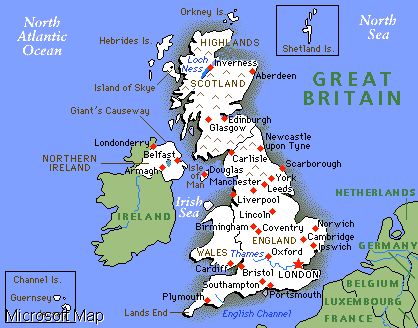 Orkney Is.
North
Atlantic
Ocean
North
Sea
Hebrides Is.
HIGHLANDS
Shetland Is.
Loch
Ness
Inverness
Aberdeen
Island of Skye
SCOTLAND
GREAT
BRITAIN
Giant's Causeway
Edinburgh
Glasgow
Londonderry
Newcastle
upon Tyne
Belfast
Carlisle
NORTHERN
IRELAND
Armagh
Isle
of
Man
Douglas
Scarborough
York
Manchester
Leeds
Liverpool
NETHERLANDS
Irish
Sea
IRELAND
Lincoln
Norwich
Birmingham
Coventry
Cambridge
ENGLAND
Ipswich
GERMANY
WALES
Thames
Oxford
Cardiff
Bristol
LONDON
Channel Is.
Guernsey
Southampton
BELGIUM
Plymouth
Portsmouth
LUXEMBOURG
Lands End
English Channel
FRANCE
Microsoft Map